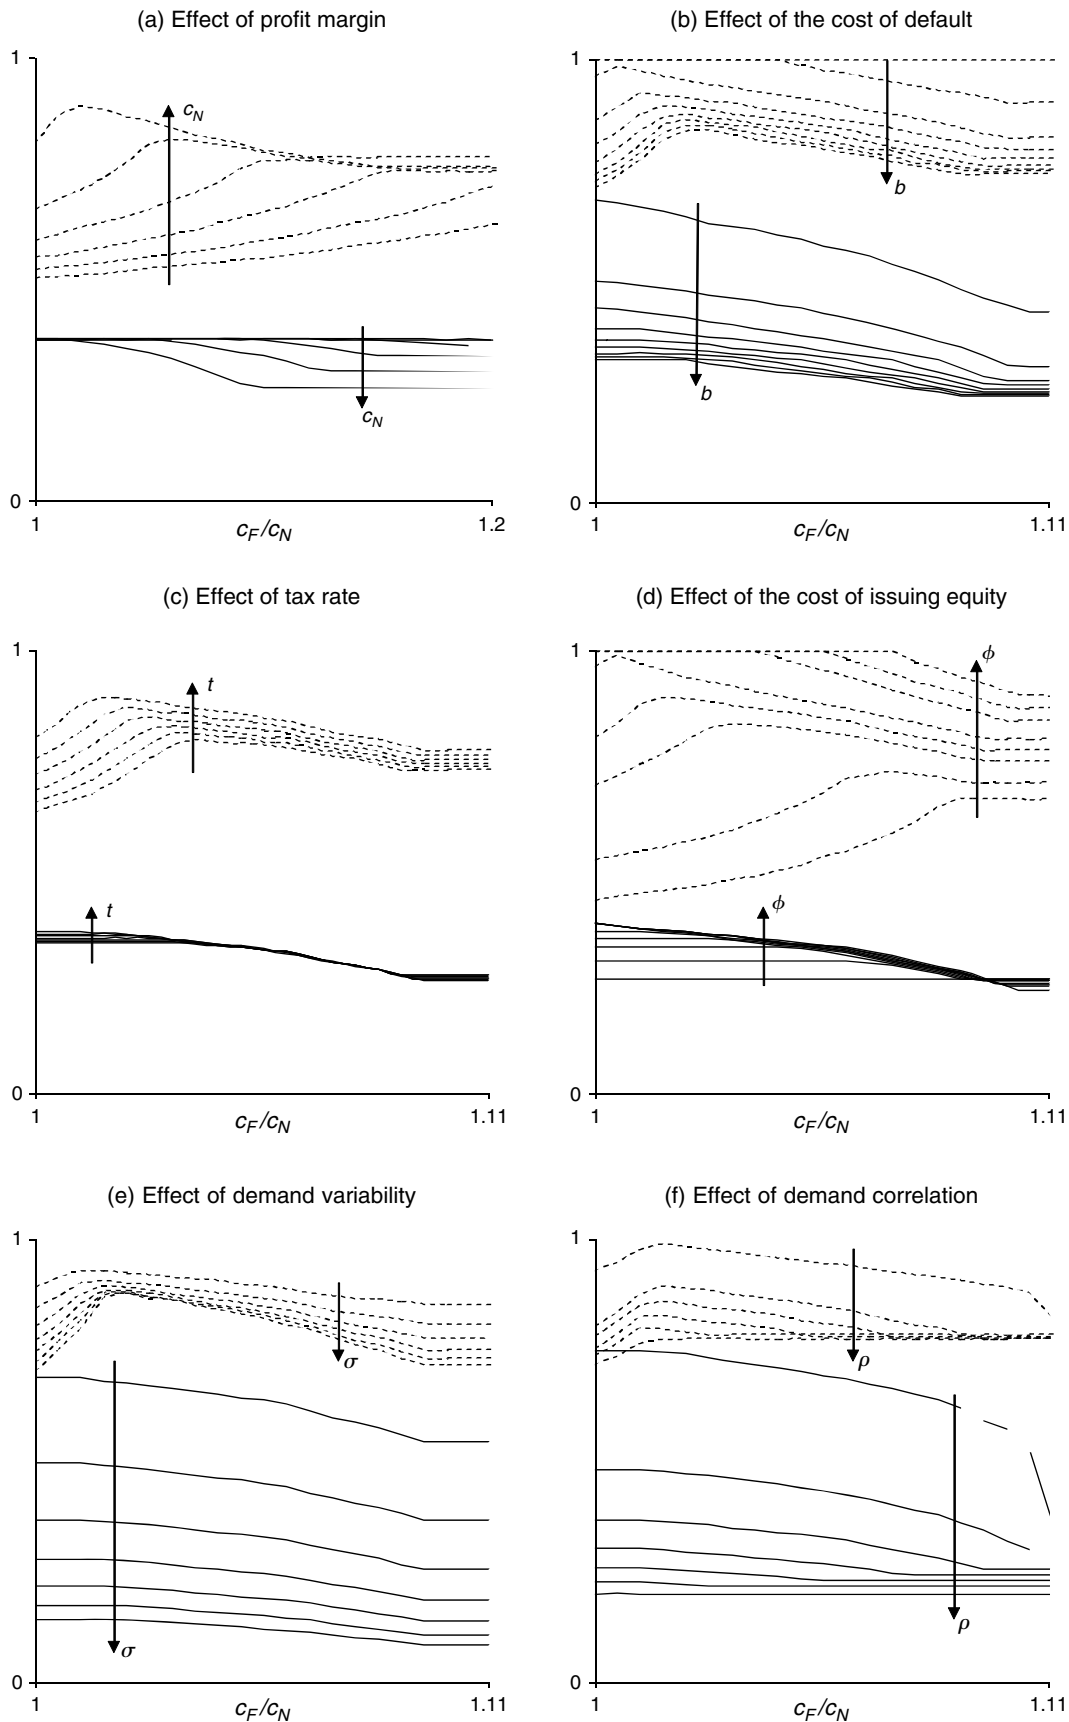 (a) Effect of profit margin
1
c_N
c_N
0
1
1.2
c_F/c_N
(b) Effect of the cost of default
1
b
b
0
1
1.11
c_F/c_N
(c) Effect of tax rate
1
t
t
0
1
1.11
c_F/c_N
(d) Effect of the cost of issuing equity
1
ϕ
ϕ
0
1
1.11
c_F/c_N
(e) Effect of demand variability
1
σ
σ
0
1
1.11
c_F/c_N
(f) Effect of demand correlation
1
ρ
ρ
0
1
1.11
c_F/c_N